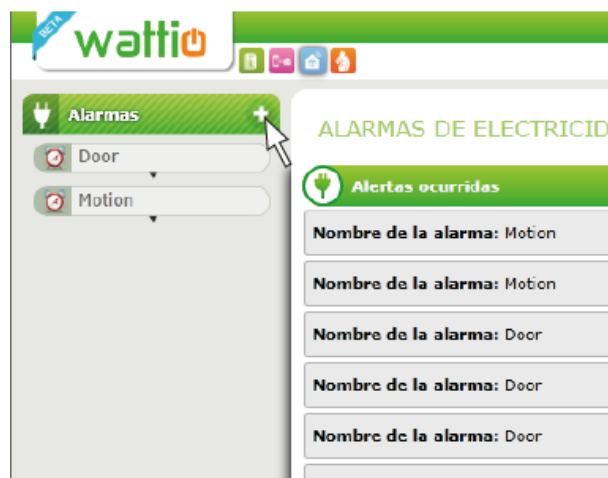 BETA
wattio
Alarmas +
ALARMAS DE ELECTRICID
Door
Alertas ocurridas
Motion
Nombre de la alarma: Motion
Nombre de la alarma: Motion
Nombre de la alarma: Door
Nombre de la alarma: Door
Nombre de la alarma: Door